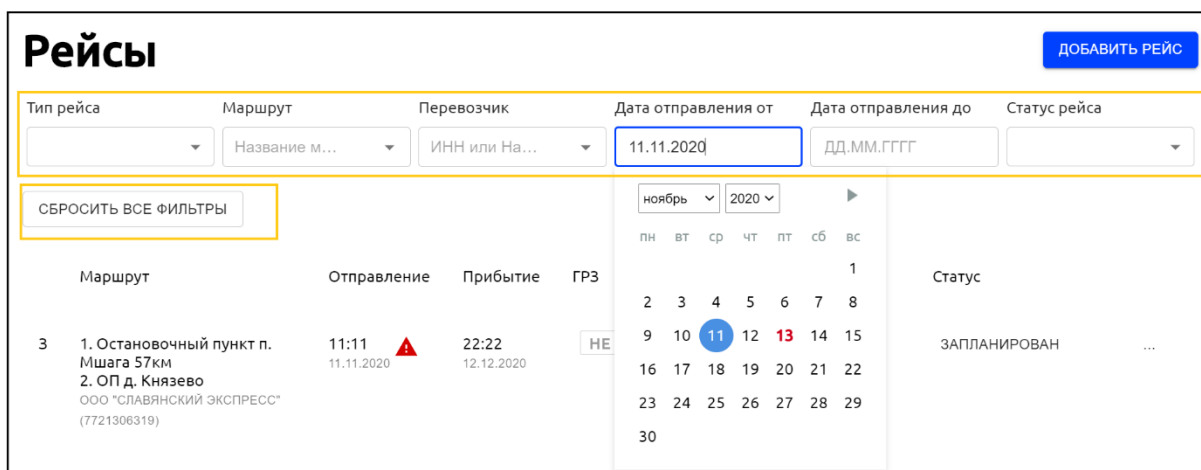 Рейсы
ДОБАВИТЬ РЕЙС
Тип рейса Маршрут Перевозчик Дата отправления от Дата отправления до Статус рейса
Название м... ИНН или На... 11.11.2020 ДД.ММ.ГГГГ
СБРОСИТЬ ВСЕ ФИЛЬТРЫ
ноябрь 2020
пн вт ср чт пт сб вс
1
2 3 4 5 6 7 8
9 10 11 12 13 14 15
16 17 18 19 20 21 22
23 24 25 26 27 28 29
30
Маршрут Отправление Прибытие ГРЗ Статус
3 1. Остановочный пункт п. 11:11 22:22 НЕ ЗАПЛАНИРОВАН ...
Мшага 57км 11.11.2020 12.12.2020
2. ОП д. Князево
ООО "СЛАВЯНСКИЙ ЭКСПРЕСС"
(7721306319)